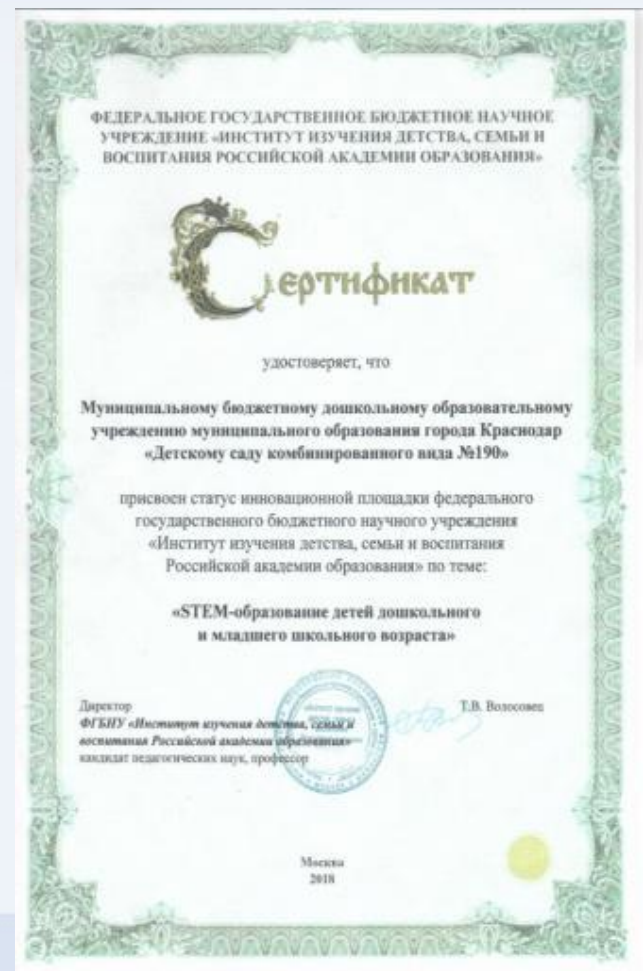 ФЕДЕРАЛЬНОЕ ГОСУДАРСТВЕННОЕ БЮДЖЕТНОЕ НАУЧНОЕ
УЧРЕЖДЕНИЕ «ИНСТИТУТ ИЗУЧЕНИЯ ДЕТСТВА, СЕМЬИ И
ВОСПИТАНИЯ РОССИЙСКОЙ АКАДЕМИИ ОБРАЗОВАНИЯ»
Сертификат
удостоверяет, что
Муниципальному бюджетному дошкольному образовательному
учреждению муниципального образования города Краснодар
«Детскому саду комбинированного вида №190»
присвоен статус инновационной площадки федерального
государственного бюджетного научного учреждения
«Институт изучения детства, семьи и воспитания
Российской академии образования» по теме:
«STEM-образование детей дошкольного
и младшего школьного возраста»
Директор
ФГБНУ «Институт изучения детства, семьи и
воспитания Российской академии образования»
кандидат педагогических наук, профессор
Т.В. Волосовец
Москва
2018